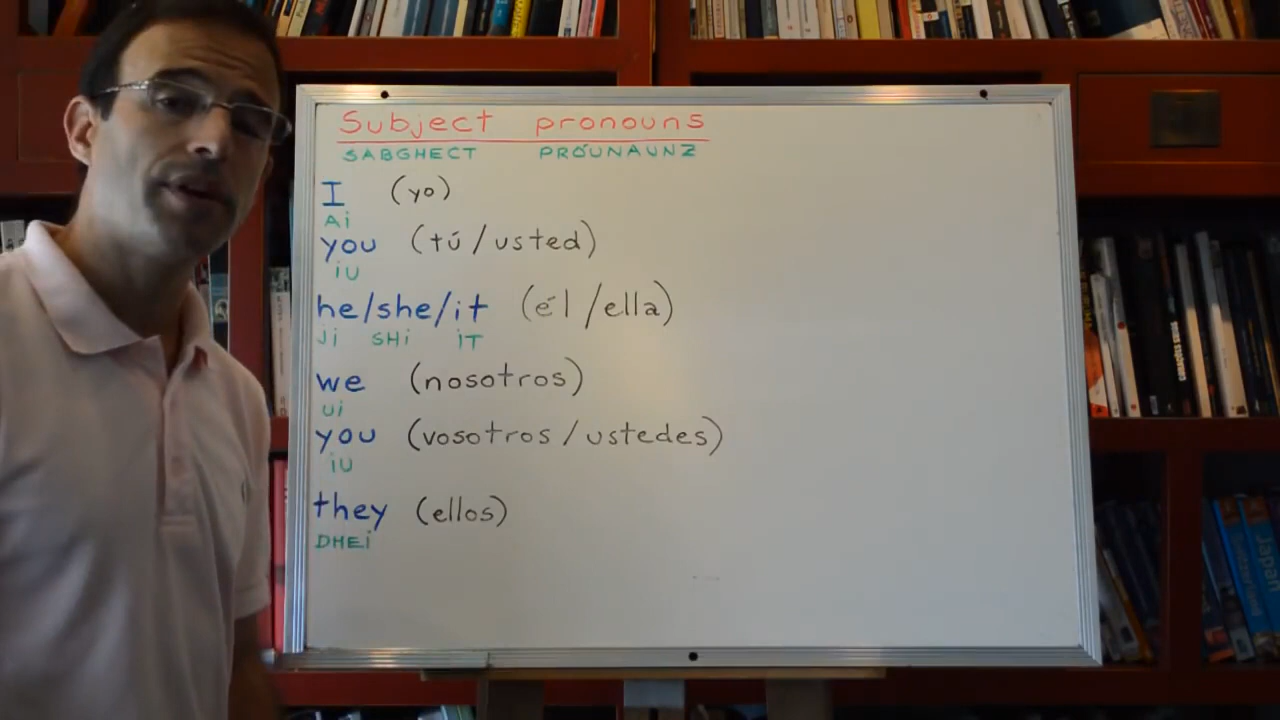 Subject pronouns
SABGHECT PRÓUNAUNZ
I (yo)
Ai
you (tú/usted)
iU
he/she/it (él/ella)
Ji SHi iT
we (nosotros)
Ui
you (vosotros/ustedes)
iU
they (ellos)
DHEi
Japan